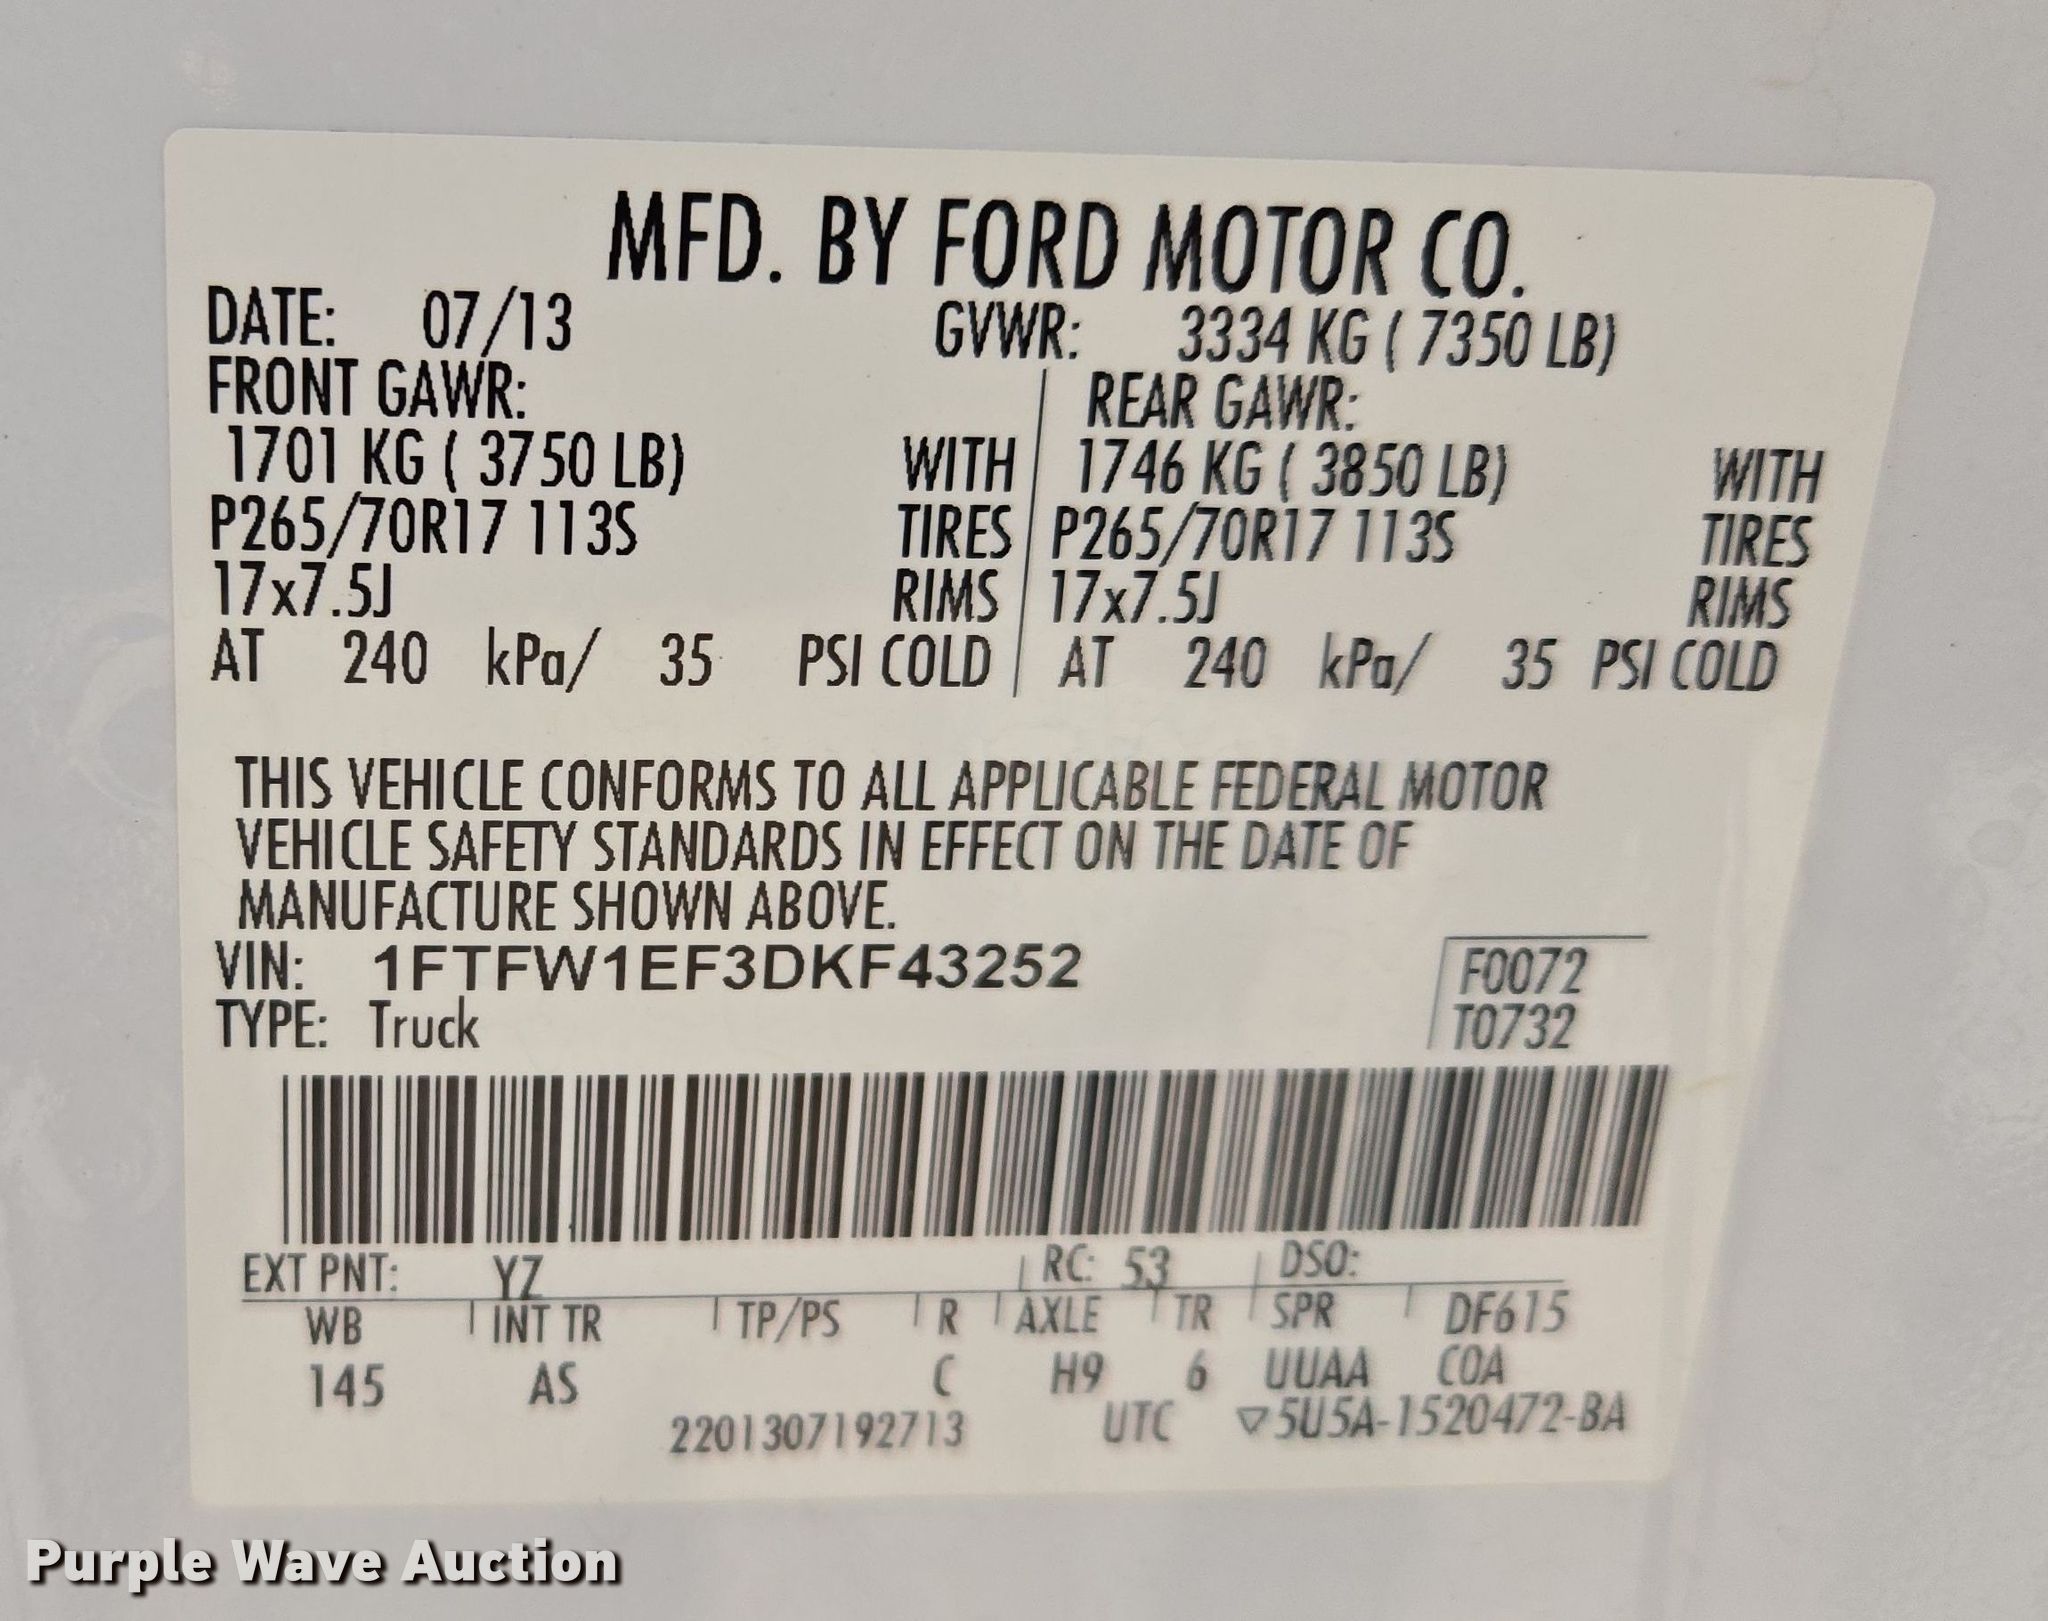 MFD. BY FORD MOTOR CO.
DATE: 07/13 GVWR: 3334 KG ( 7350 LB)
FRONT GAWR: REAR GAWR:
1701 KG ( 3750 LB) WITH 1746 KG ( 3850 LB) WITH
P265/70R17 113S TIRES P265/70R17 113S TIRES
17x7.5J RIMS 17x7.5J RIMS
AT 240 kPa/ 35 PSI COLD AT 240 kPa/ 35 PSI COLD
THIS VEHICLE CONFORMS TO ALL APPLICABLE FEDERAL MOTOR
VEHICLE SAFETY STANDARDS IN EFFECT ON THE DATE OF
MANUFACTURE SHOWN ABOVE.
VIN: 1FTFW1EF3DKF43252 F0072
TYPE: Truck T0732
EXT PNT: YZ RC: 53 DSO:
WB INT TR TP/PS R AXLE TR SPR DF615
145 AS C H9 6 UUAA COA
2201307192713 UTC ▽5U5A-1520472-BA
Purple Wave Auction